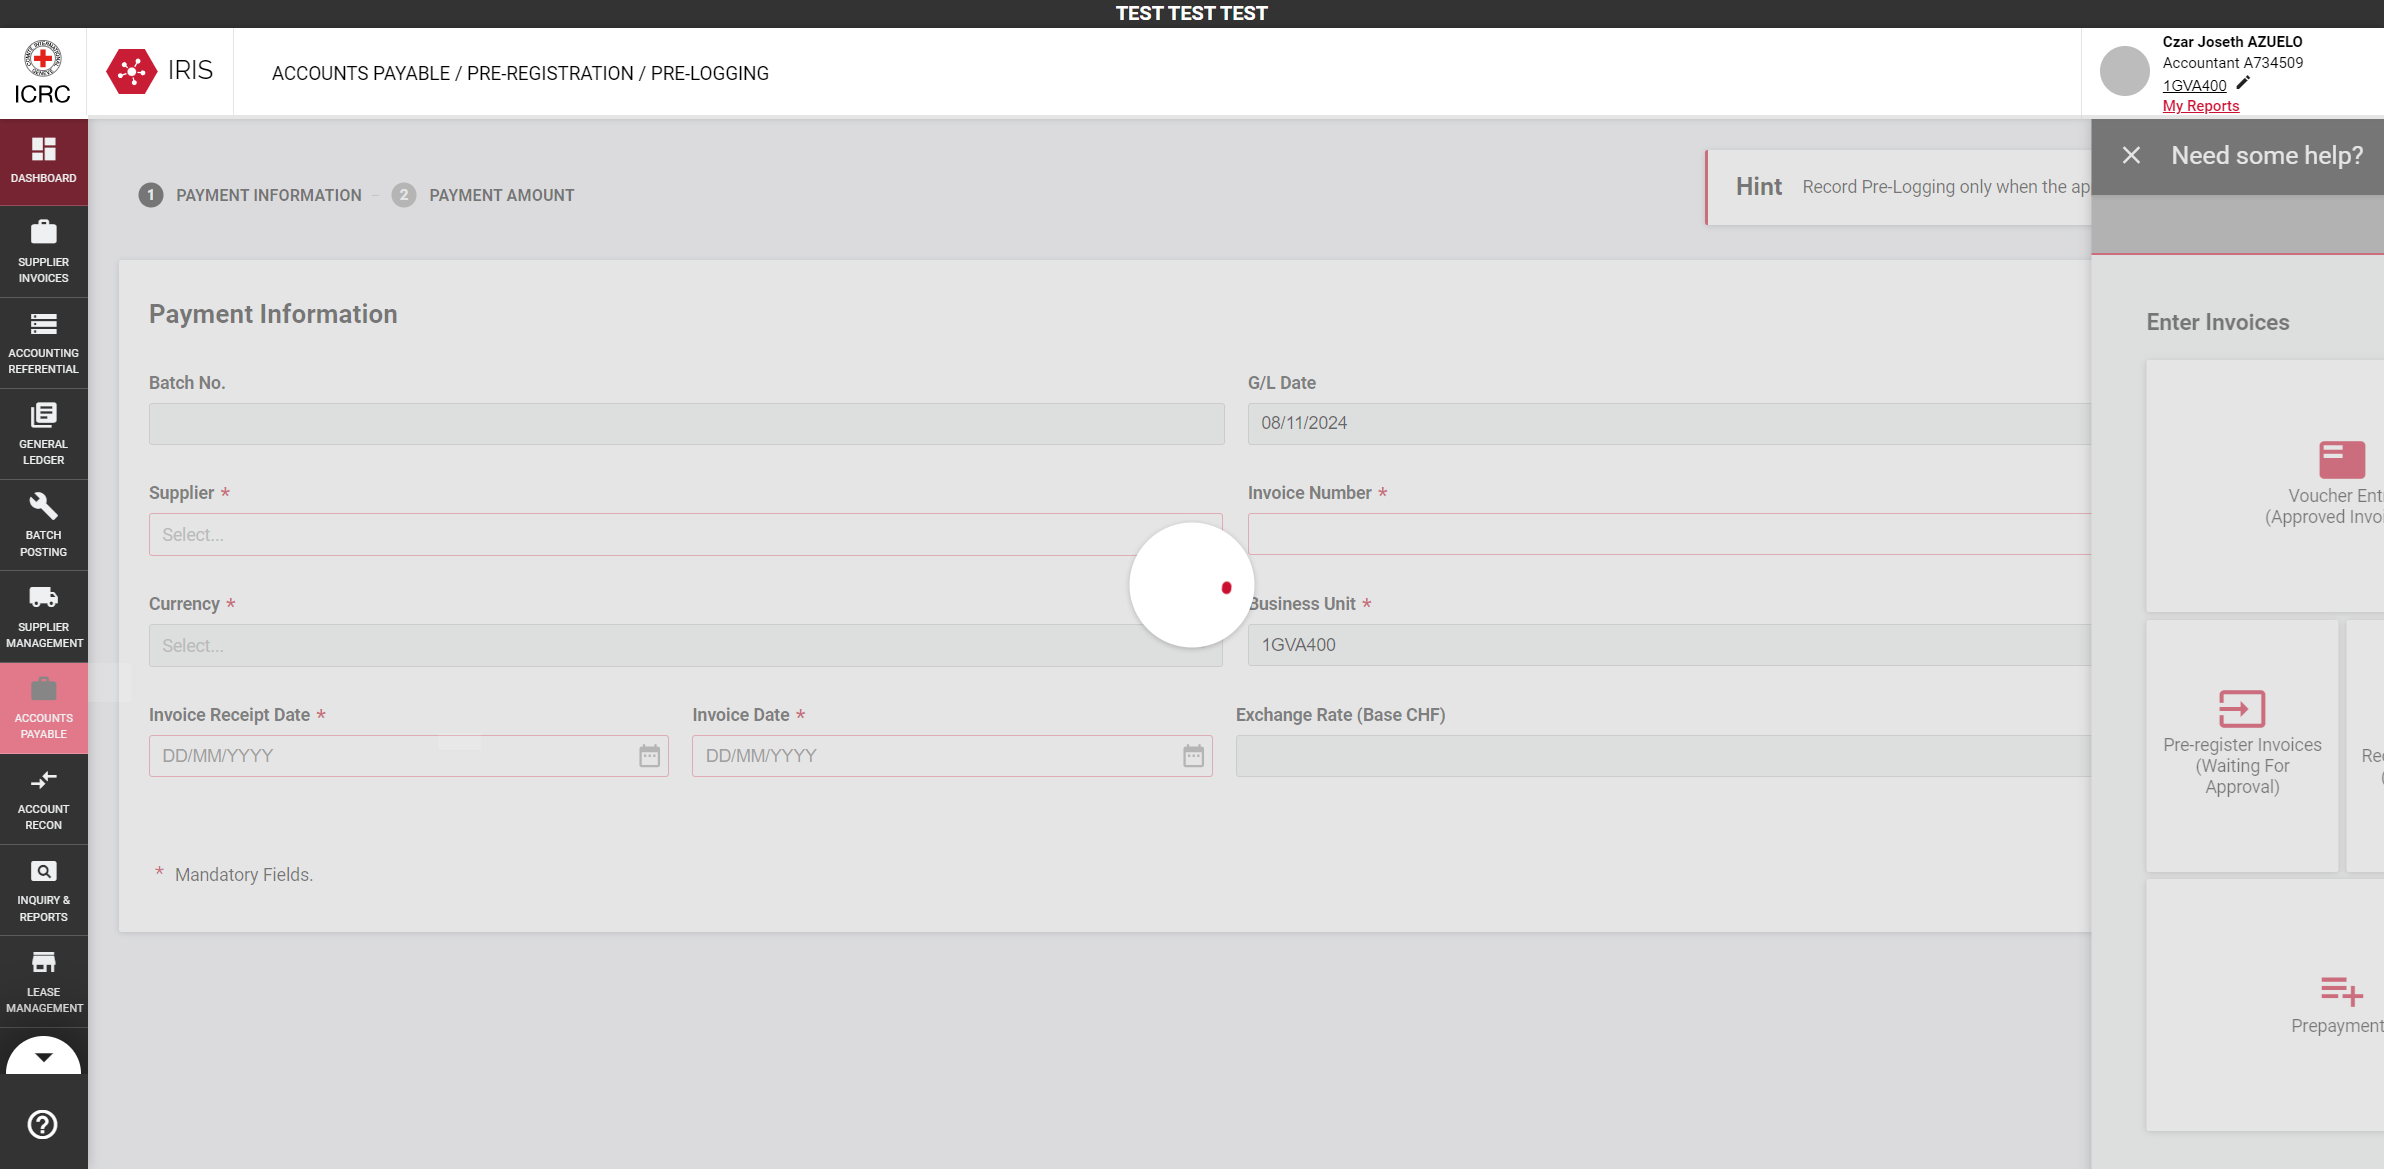 TEST TEST TEST
ICRC
IRIS
ACCOUNTS PAYABLE / PRE-REGISTRATION / PRE-LOGGING
Czar Joseth AZUELO
Accountant A734509
1GVA400
My Reports
DASHBOARD
SUPPLIER
INVOICES
ACCOUNTING
REFERENTIAL
GENERAL
LEDGER
BATCH
POSTING
SUPPLIER
MANAGEMENT
ACCOUNTS
PAYABLE
ACCOUNT
RECON
INQUIRY &
REPORTS
LEASE
MANAGEMENT
1 PAYMENT INFORMATION - 2 PAYMENT AMOUNT
Hint Record Pre-Logging only when the ap
Payment Information
Batch No.
G/L Date
08/11/2024
Supplier *
Select...
Invoice Number *
Currency *
Select...
Business Unit *
1GVA400
Invoice Receipt Date *
DD/MM/YYYY
Invoice Date *
DD/MM/YYYY
Exchange Rate (Base CHF)
* Mandatory Fields.
Need some help?
Enter Invoices
Voucher Ent
(Approved Invoi
Pre-register Invoices
(Waiting For
Approval)
Re
(
Prepayment